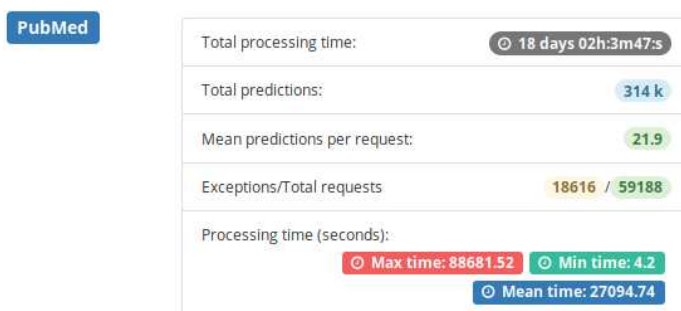 PubMed
Total processing time: 18 days 02h:3m47:s
Total predictions: 314 k
Mean predictions per request: 21.9
Exceptions/Total requests 18616 / 59188
Processing time (seconds):
Max time: 88681.52 Min time: 4.2
Mean time: 27094.74